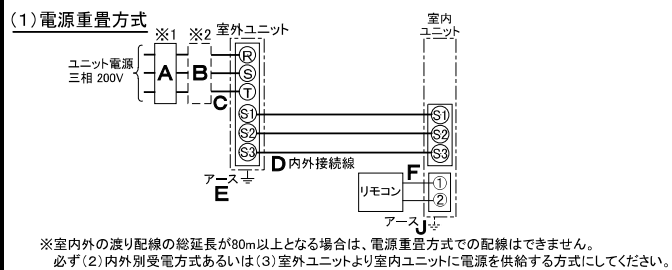 (1)電源重畳方式
※1 ※2 室外ユニット
室内
ユニット
ユニット電源
三相 200V
A
B
C
R
S
T
S1
S2
S3
S1
S2
S3
D 内外接続線
アース
E
F
リモコン
①
②
アース J
※室内外の渡り配線の総延長が80m以上となる場合は、電源重畳方式での配線はできません。
必ず(2)内外別受電方式あるいは(3)室外ユニットより室内ユニットに電源を供給する方式にしてください。